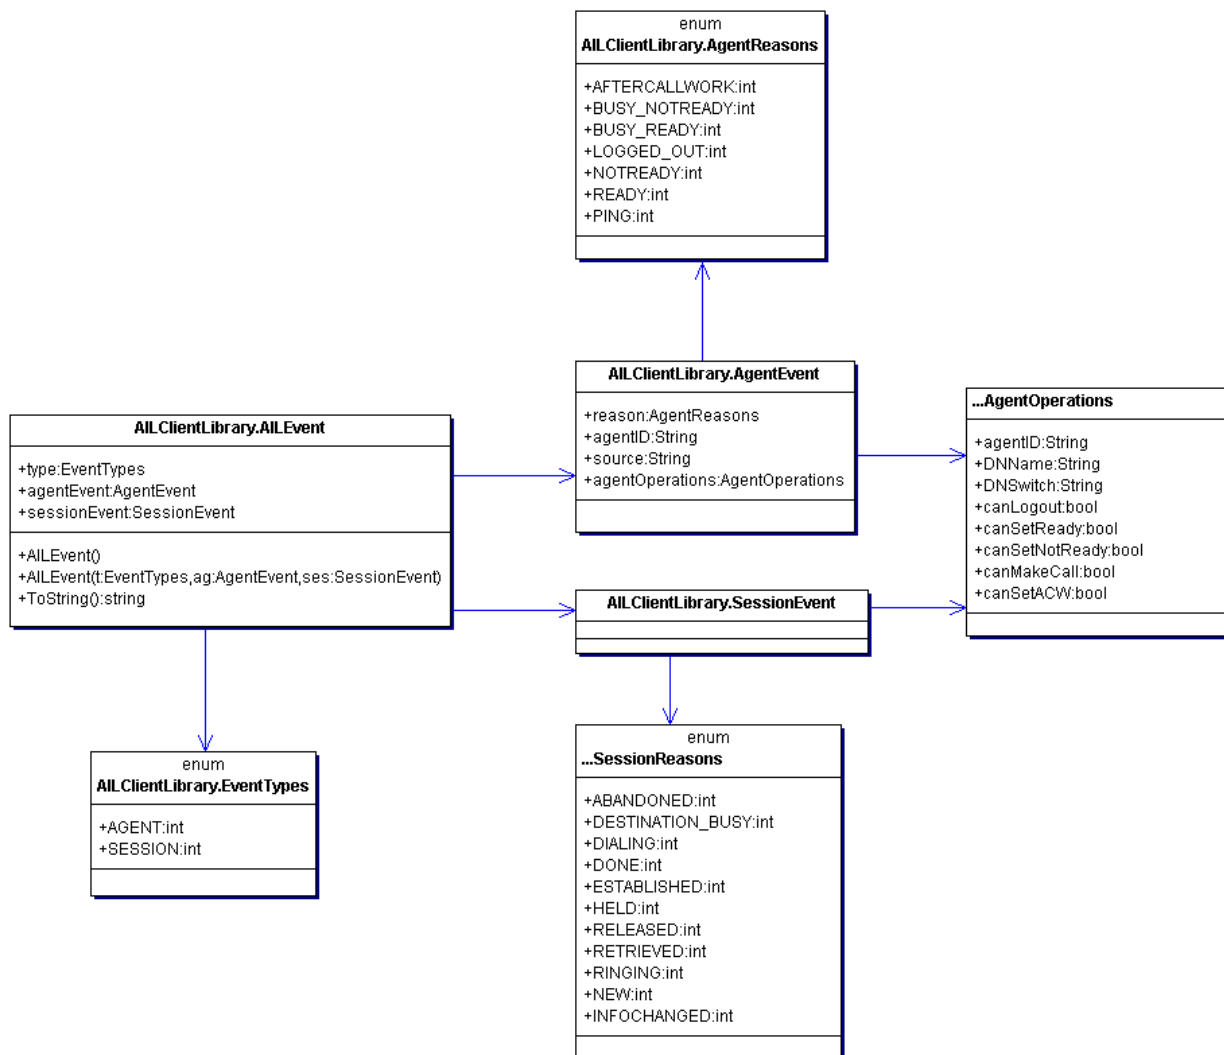 enum
AILClientLibrary.AgentReasons
+AFTERCALLWORK:int
+BUSY_NOTREADY:int
+BUSY_READY:int
+LOGGED_OUT:int
+NOTREADY:int
+READY:int
+PING:int
AILClientLibrary.AILEvent
+type:EventTypes
+agentEvent:AgentEvent
+sessionEvent:SessionEvent
+AILEvent()
+AILEvent(t:EventTypes,ag:AgentEvent,ses:SessionEvent)
+ToString():string
AILClientLibrary.AgentEvent
+reason:AgentReasons
+agentID:String
+source:String
+agentOperations:AgentOperations
...AgentOperations
+agentID:String
+DNName:String
+DNSwitch:String
+canLogout:bool
+canSetReady:bool
+canSetNotReady:bool
+canMakeCall:bool
+canSetACW:bool
AILClientLibrary.SessionEvent
enum
AILClientLibrary.EventTypes
+AGENT:int
+SESSION:int
enum
...SessionReasons
+ABANDONED:int
+DESTINATION_BUSY:int
+DIALING:int
+DONE:int
+ESTABLISHED:int
+HELD:int
+RELEASED:int
+RETRIEVED:int
+RINGING:int
+NEW:int
+INFOCHANGED:int